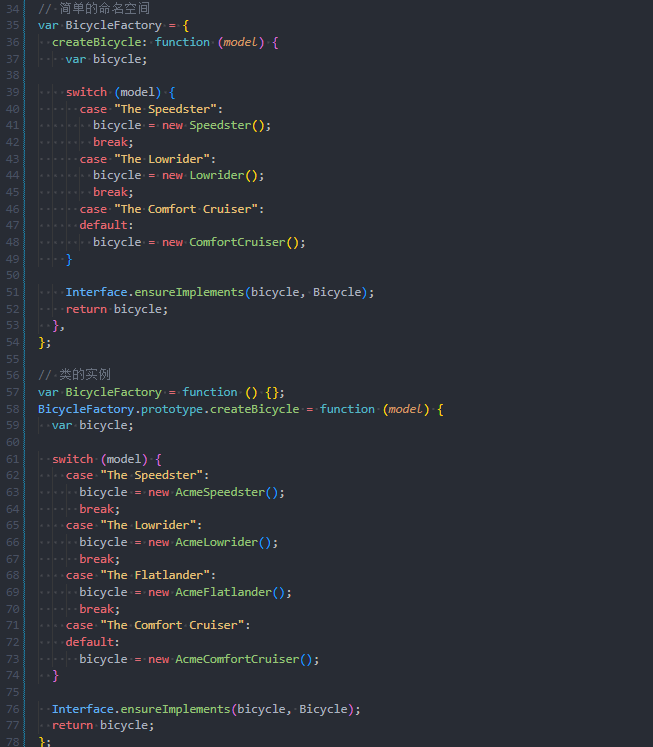 34 // 简单的命名空间
35 var BicycleFactory = {
36 createBicycle: function (model) {
37 var bicycle;
38
39 switch (model) {
40 case "The Speedster":
41 bicycle = new Speedster();
42 break;
43 case "The Lowrider":
44 bicycle = new Lowrider();
45 break;
46 case "The Comfort Cruiser":
47 default:
48 bicycle = new ComfortCruiser();
49 }
50
51 Interface.ensureImplements(bicycle, Bicycle);
52 return bicycle;
53 },
54 };
55
56 // 类的实例
57 var BicycleFactory = function () {};
58 BicycleFactory.prototype.createBicycle = function (model) {
59 var bicycle;
60
61 switch (model) {
62 case "The Speedster":
63 bicycle = new AcmeSpeedster();
64 break;
65 case "The Lowrider":
66 bicycle = new AcmeLowrider();
67 break;
68 case "The Flatlander":
69 bicycle = new AcmeFlatlander();
70 break;
71 case "The Comfort Cruiser":
72 default:
73 bicycle = new AcmeComfortCruiser();
74 }
75
76 Interface.ensureImplements(bicycle, Bicycle);
77 return bicycle;
78 };